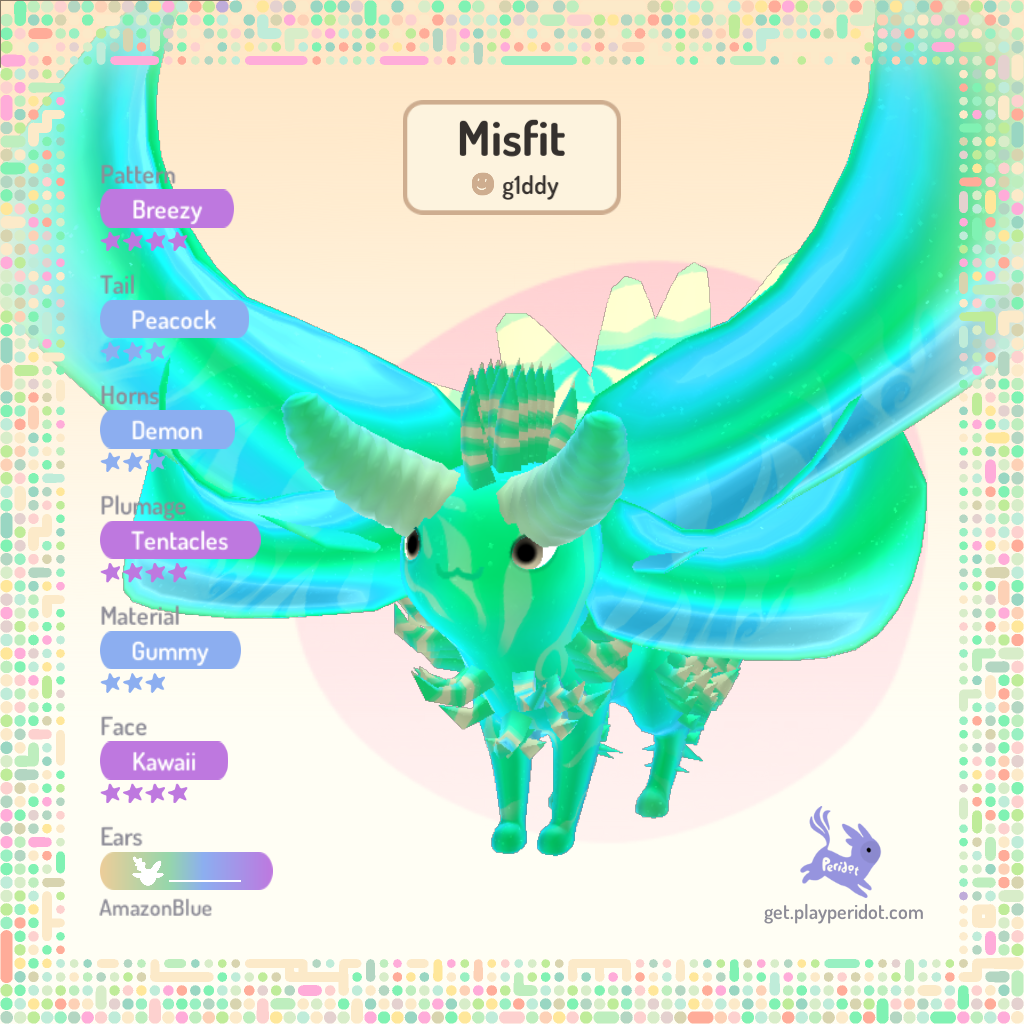 Misfit
g1ddy
Pattern
Breezy
Tail
Peacock
Horns
Demon
Plumage
Tentacles
Material
Gummy
Face
Kawaii
Ears
AmazonBlue
Peridot
get.playperidot.com